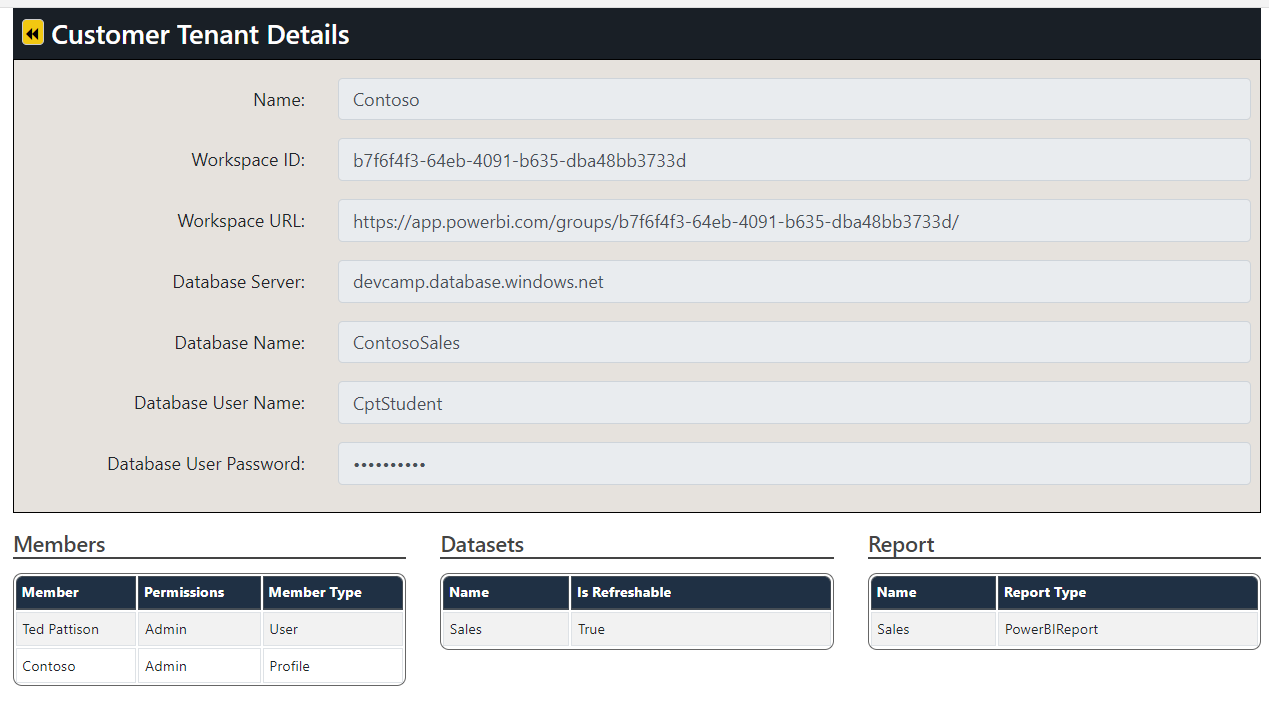 Customer Tenant Details
Name: Contoso
Workspace ID: b7f6f4f3-64eb-4091-b635-dba48bb3733d
Workspace URL: https://app.powerbi.com/groups/b7f6f4f3-64eb-4091-b635-dba48bb3733d/
Database Server: devcamp.database.windows.net
Database Name: ContosoSales
Database User Name: CptStudent
Database User Password: ••••••••••
Members
Member Permissions Member Type
Ted Pattison Admin User
Contoso Admin Profile
Datasets
Name Is Refreshable
Sales True
Report
Name Report Type
Sales PowerBIReport